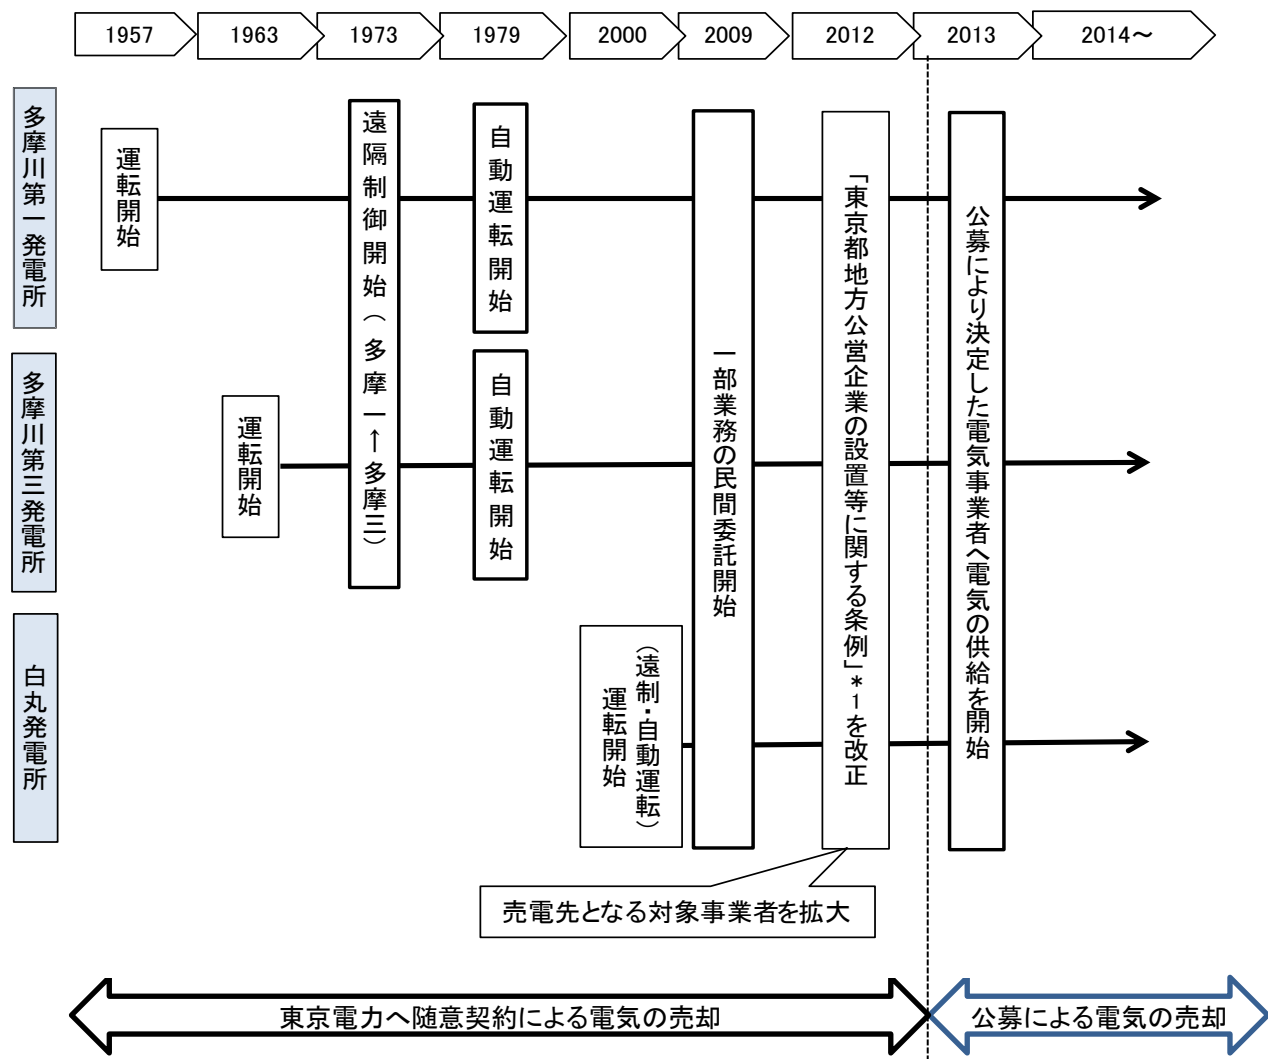 1957
1963
1973
1979
2000
2009
2012
2013
2014～
多摩川第一発電所
運転開始
遠隔制御開始（多摩一←多摩三）
自動運転開始
一部業務の民間委託開始
「東京都地方公営企業の設置等に関する条例」*1を改正
公募により決定した電気事業者へ電気の供給を開始
多摩川第三発電所
運転開始
自動運転開始
白丸発電所
（遠制・自動運転）
運転開始
売電先となる対象事業者を拡大
東京電力へ随意契約による電気の売却
公募による電気の売却